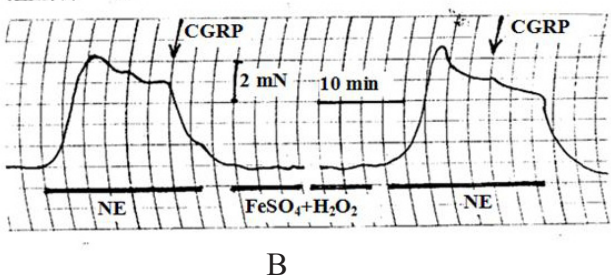 CGRP
CGRP
2 mN
10 min
NE
FeSO₄+H₂O₂
NE
B